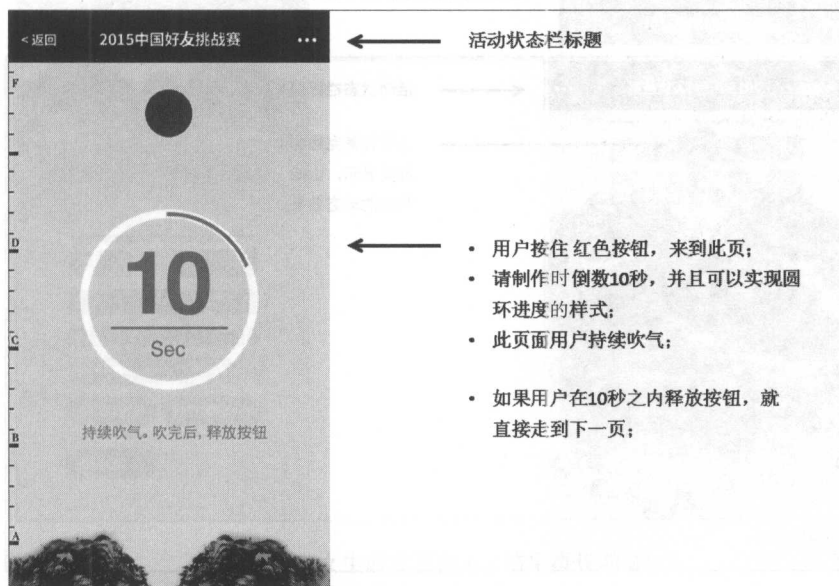 <返回 2015中国好友挑战赛 •••
活动状态栏标题
F
D
C
B
A
10
Sec
持续吹气。吹完后,释放按钮
• 用户按住 红色按钮，来到此页；
• 请制作时倒数10秒，并且可以实现圆
环进度的样式；
• 此页面用户持续吹气；
• 如果用户在10秒之内释放按钮，就
直接走到下一页；